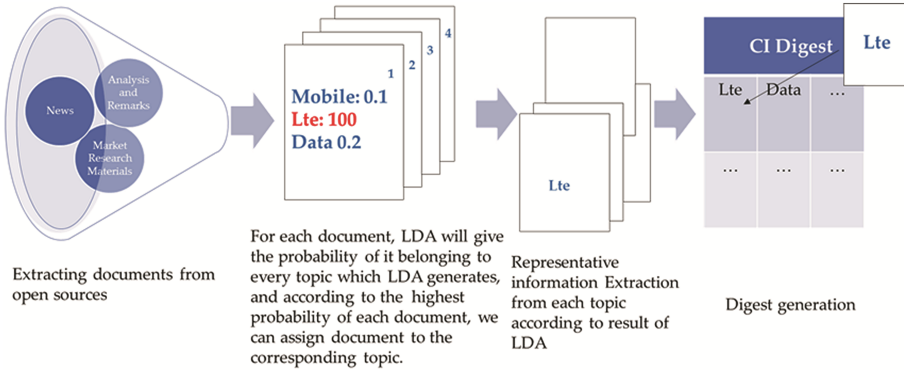 News
Analysis
and
Remarks
Market
Research
Materials
Extracting documents from
open sources
4
3
2
1
Mobile: 0.1
Lte: 100
Data 0.2
For each document, LDA will give
the probability of it belonging to
every topic which LDA generates,
and according to the highest
probability of each document, we
can assign document to the
corresponding topic.
Lte
Representative
information Extraction
from each topic
according to result of
LDA
CI Digest
Lte
Lte Data ...
... ... ...
Digest generation